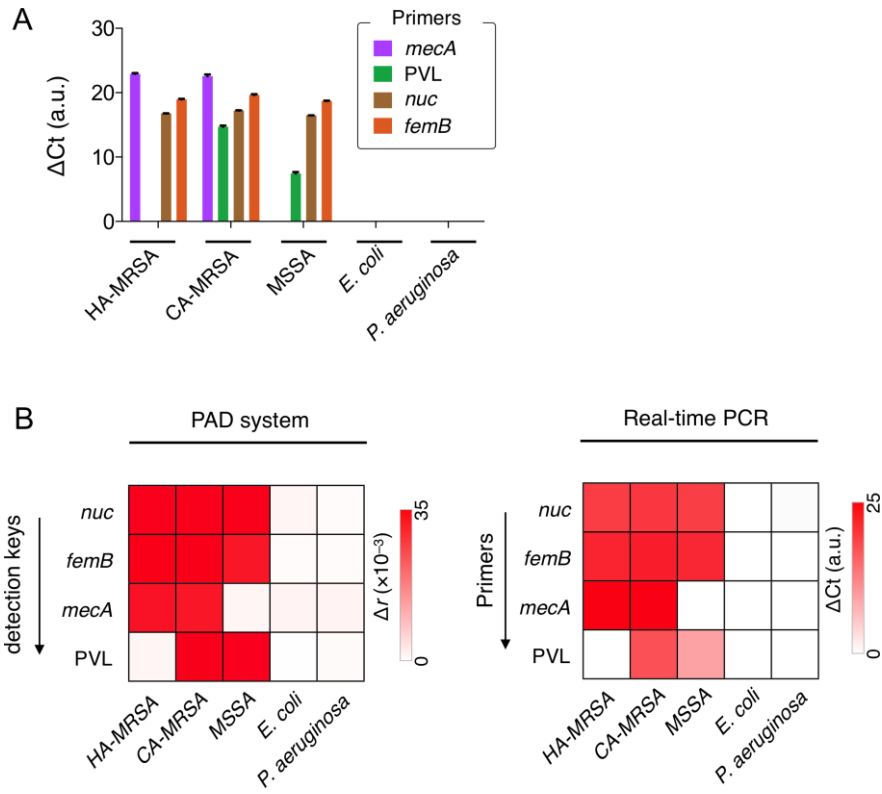 A
30
20
10
0
ΔCt (a.u.)
Primers
mecA
PVL
nuc
femB
HA-MRSA
CA-MRSA
MSSA
E. coli
P. aeruginosa
B
PAD system
detection keys
nuc
femB
mecA
PVL
HA-MRSA
CA-MRSA
MSSA
E. coli
P. aeruginosa
35
0
Δr (×10⁻³)
Real-time PCR
Primers
nuc
femB
mecA
PVL
HA-MRSA
CA-MRSA
MSSA
E. coli
P. aeruginosa
25
0
ΔCt (a.u.)